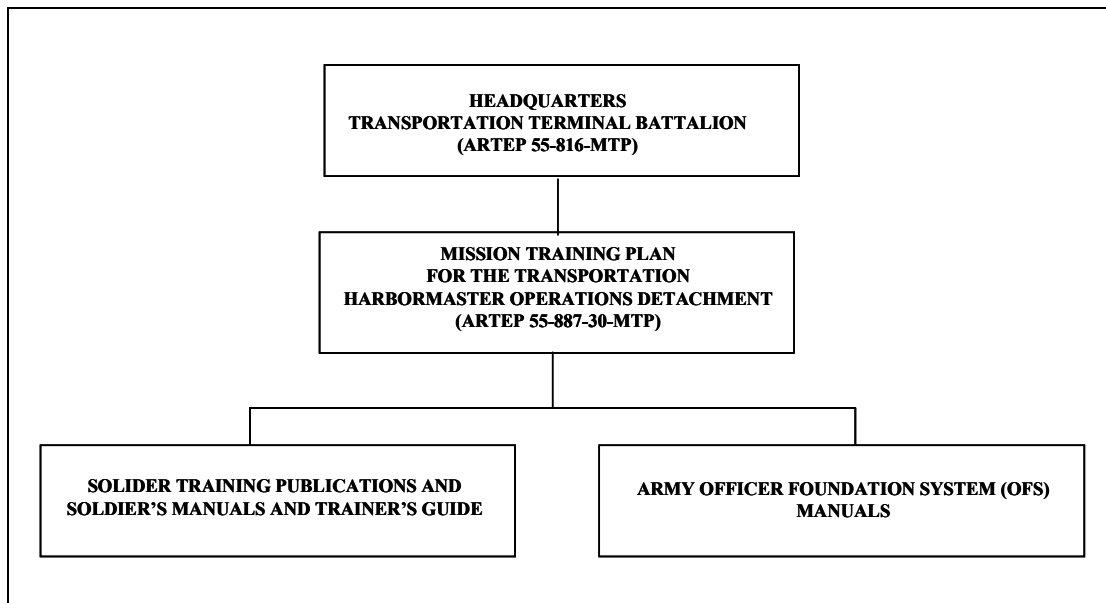 HEADQUARTERS
TRANSPORTATION TERMINAL BATTALION
(ARTEP 55-816-MTP)
MISSION TRAINING PLAN
FOR THE TRANSPORTATION
HARBORMASTER OPERATIONS DETACHMENT
(ARTEP 55-887-30-MTP)
SOLIDER TRAINING PUBLICATIONS AND
SOLDIER'S MANUALS AND TRAINER'S GUIDE
ARMY OFFICER FOUNDATION SYSTEM (OFS)
MANUALS